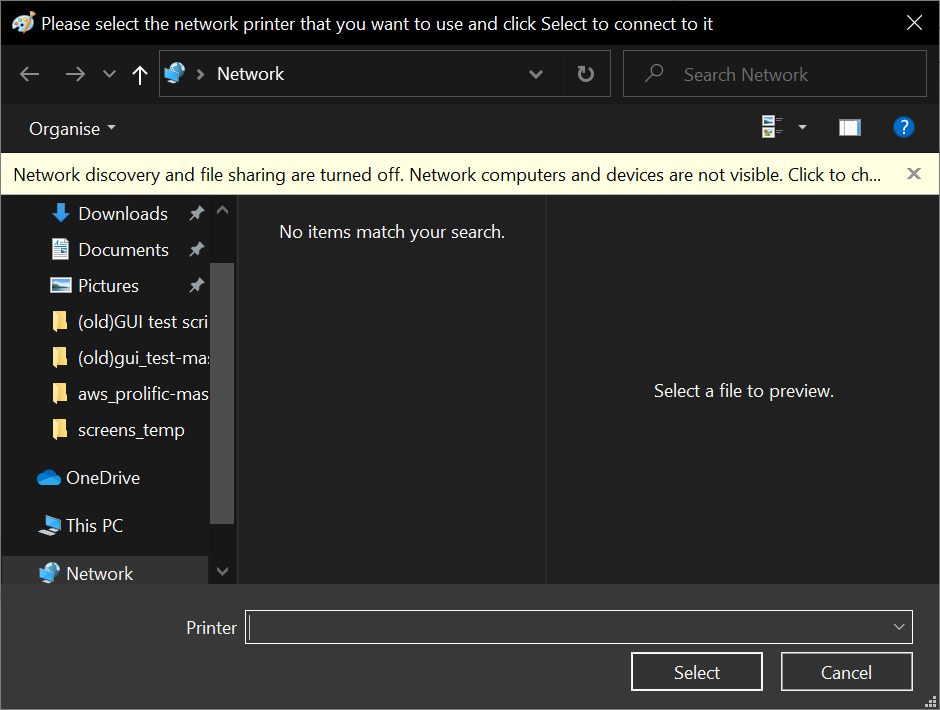 Please select the network printer that you want to use and click Select to connect to it
Network
Search Network
Organise
?
Network discovery and file sharing are turned off. Network computers and devices are not visible. Click to ch...
Downloads
Documents
Pictures
(old)GUI test scri
(old)gui_test-mas
aws_prolific-mas
screens_temp
OneDrive
This PC
Network
No items match your search.
Select a file to preview.
Printer
Select
Cancel